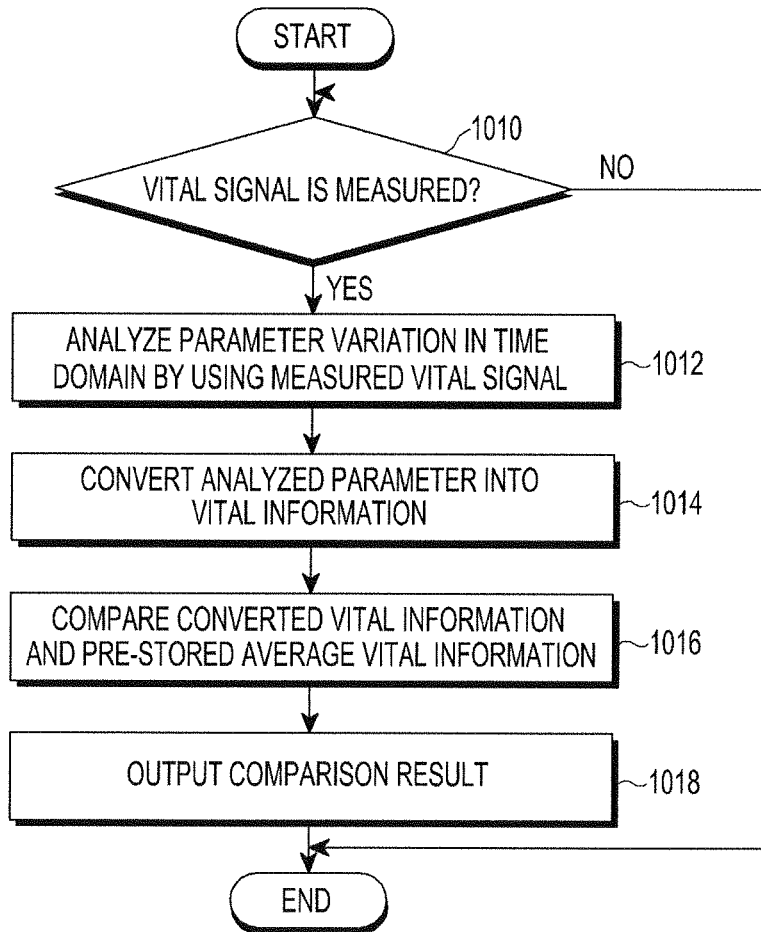 START
1010
VITAL SIGNAL IS MEASURED?
NO
YES
ANALYZE PARAMETER VARIATION IN TIME
DOMAIN BY USING MEASURED VITAL SIGNAL
1012
CONVERT ANALYZED PARAMETER INTO
VITAL INFORMATION
1014
COMPARE CONVERTED VITAL INFORMATION
AND PRE-STORED AVERAGE VITAL INFORMATION
1016
OUTPUT COMPARISON RESULT
1018
END